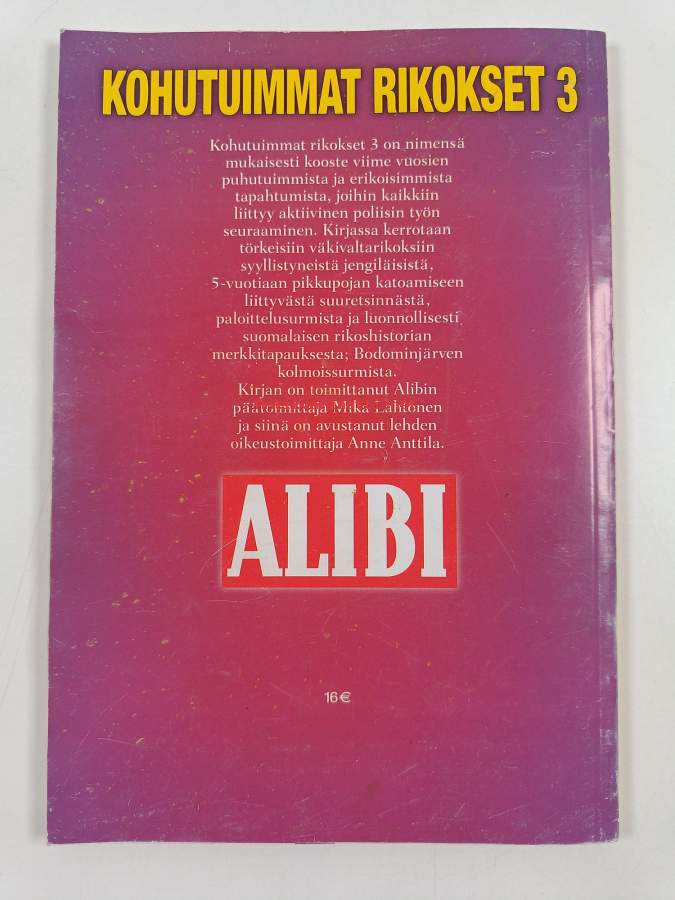 KOHUTUIMMAT RIKOKSET 3
Kohutuimmat rikokset 3 on nimensä
mukaisesti kooste viime vuosien
puhutuimmista ja erikoisimmista
tapahtumista, joihin kaikkiin
liittyy aktiivinen poliisin työn
seuraaminen. Kirjassa kerrotaan
törkeisiin väkivaltarikoksiin
syyllistyneistä jengiläisistä,
5-vuotiaan pikkupojan katoamiseen
liittyvästä suuretsinnästä,
paloittelusurmista ja luonnollisesti
suomalaisen rikoshistorian
merkkitapauksesta; Bodominjärven
kolmoissurmista.
Kirjan on toimittanut Alibin
päätoimittaja Mika Lahtonen
ja siinä on avustanut lehden
oikeustoimittaja Anne Anttila.
ALIBI
16€